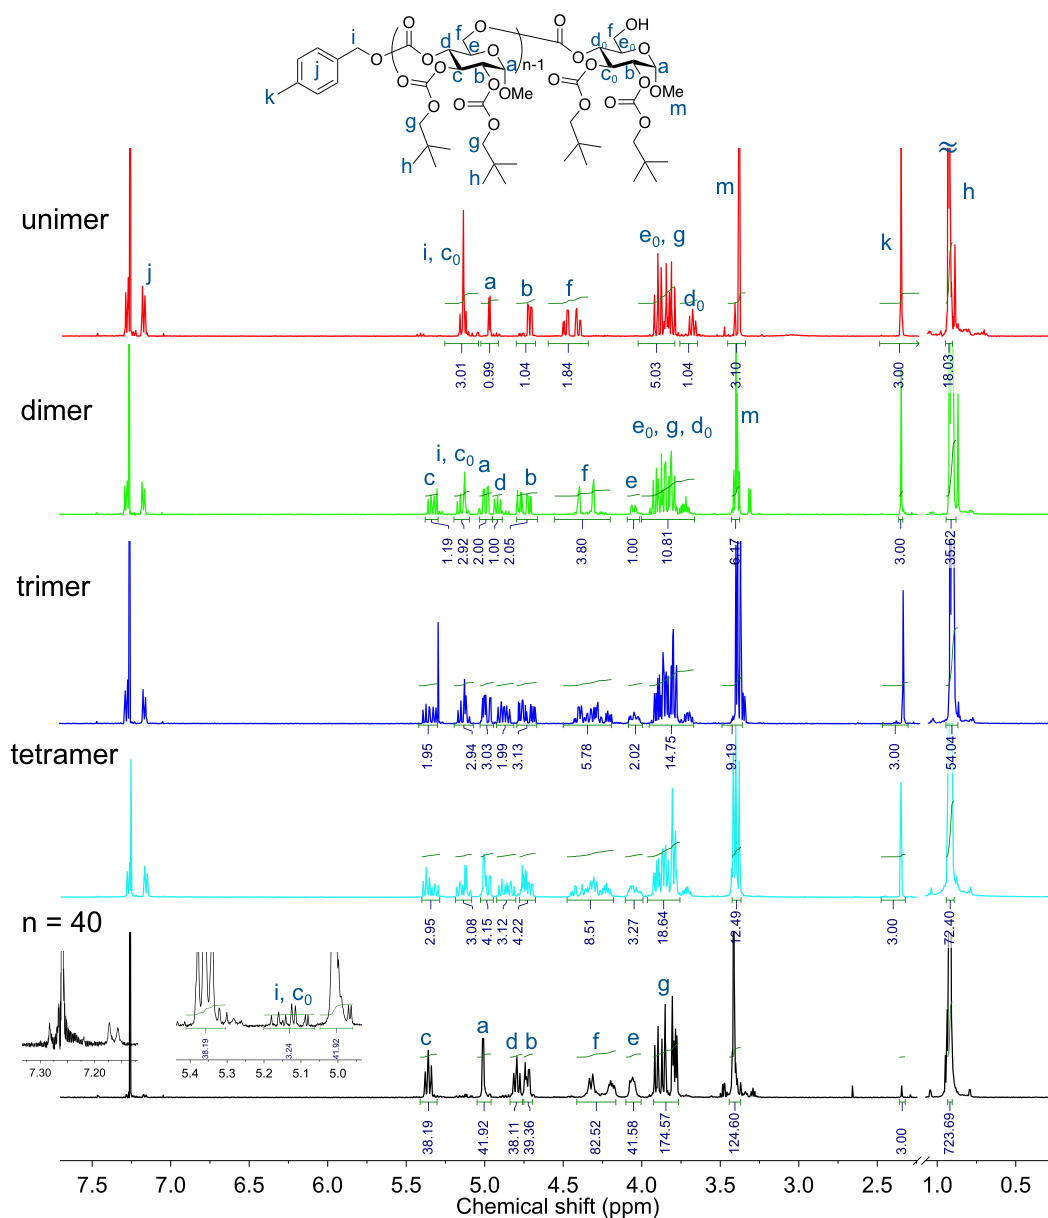 f O O OH
i O f
d e O O d₀ e₀ O
j O O O n-1 O O a
c b a c₀ b
k O O O OMe O O O O OMe
O O O O m
g g
h h
≈
m h
unimer i, c₀ e₀, g k
j a b f d₀
3.01 0.99 1.04 1.84 5.03 1.04 3.10 3.00 18.03
dimer i, c₀ e₀, g, d₀ m
c a d b f e
1.19 2.92 2.00 1.00 2.05 3.80 1.00 10.81 6.17 3.00 35.62
trimer
1.95 2.94 3.03 1.99 3.13 5.78 2.02 14.75 9.19 3.00 54.04
tetramer
2.95 3.08 4.15 3.12 4.22 8.51 3.27 18.64 12.49 3.00 72.40
n = 40
i, c₀ g
c a d b f e
38.19 3.24 41.92
7.30 7.20 5.4 5.3 5.2 5.1 5.0
38.19 41.92 38.11 39.36 82.52 41.58 174.57 124.60 3.00 723.69
7.5 7.0 6.5 6.0 5.5 5.0 4.5 4.0 3.5 3.0 2.5 1.0 0.5
Chemical shift (ppm)